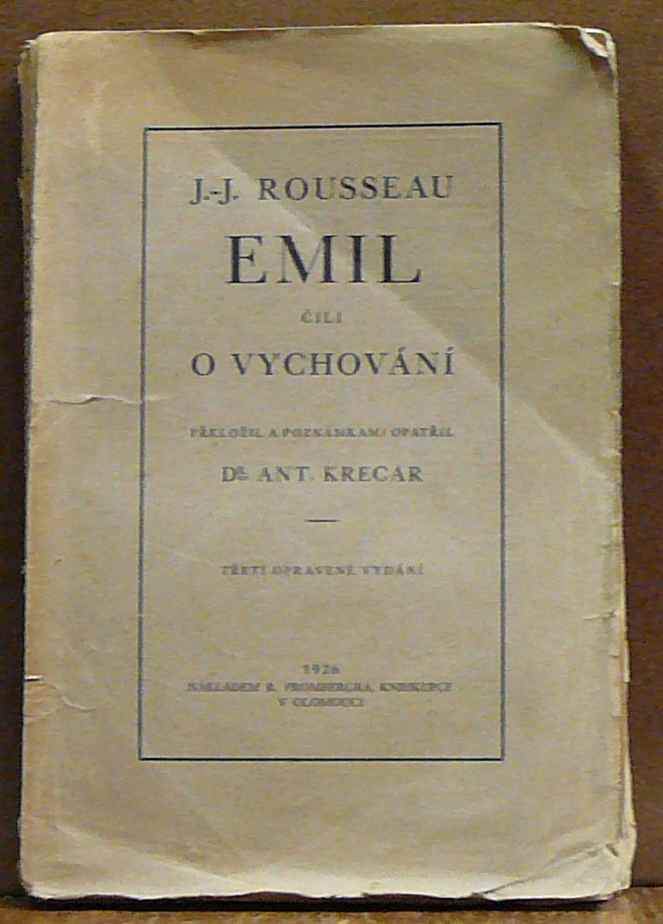 J.-J. ROUSSEAU
EMIL
ČILI
O VYCHOVÁNÍ
PŘELOŽIL A POZNÁMKAMI OPATŘIL
DR. ANT. KRECAR
TŘETÍ OPRAVENÉ VYDÁNÍ
1926
NÁKLADEM R. PROMBERGRA, KNIHKUPCE
V OLOMOUCI